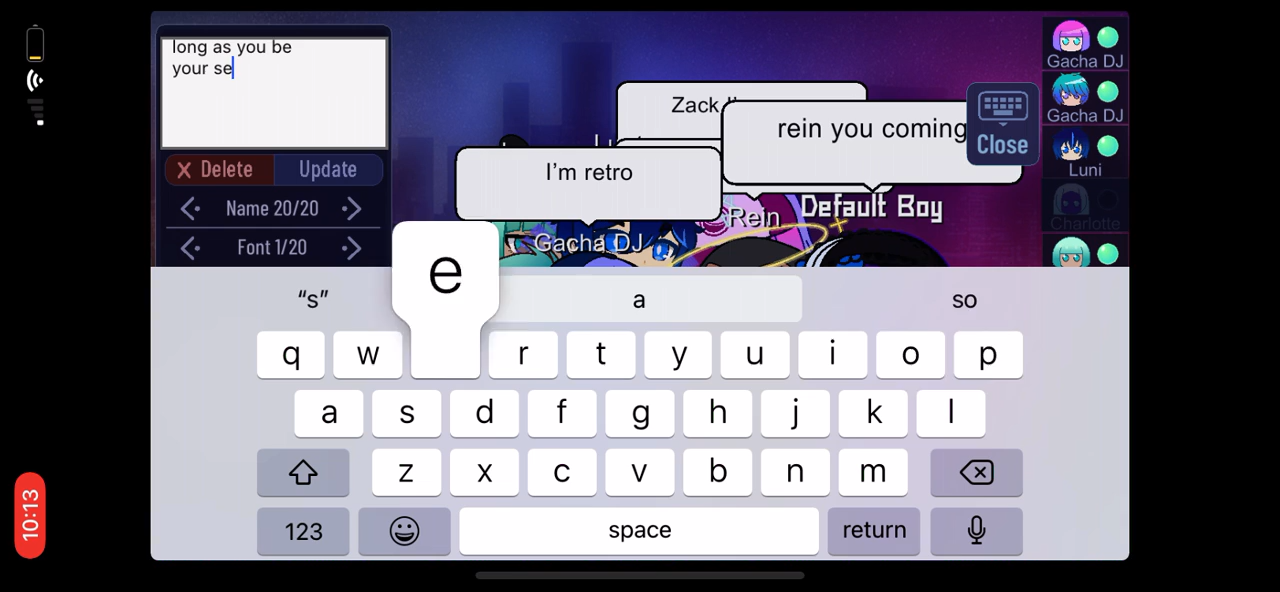 long as you be
your se
Delete
Update
Name 20/20
Font 1/20
Zack
rein you coming
I'm retro
Rein
Default Boy
Gacha DJ
Gacha DJ
Gacha DJ
Luni
Charlotte
Close
10:13
"s"
a
so
e
q w r t y u i o p
a s d f g h j k l
z x c v b n m
123
space
return